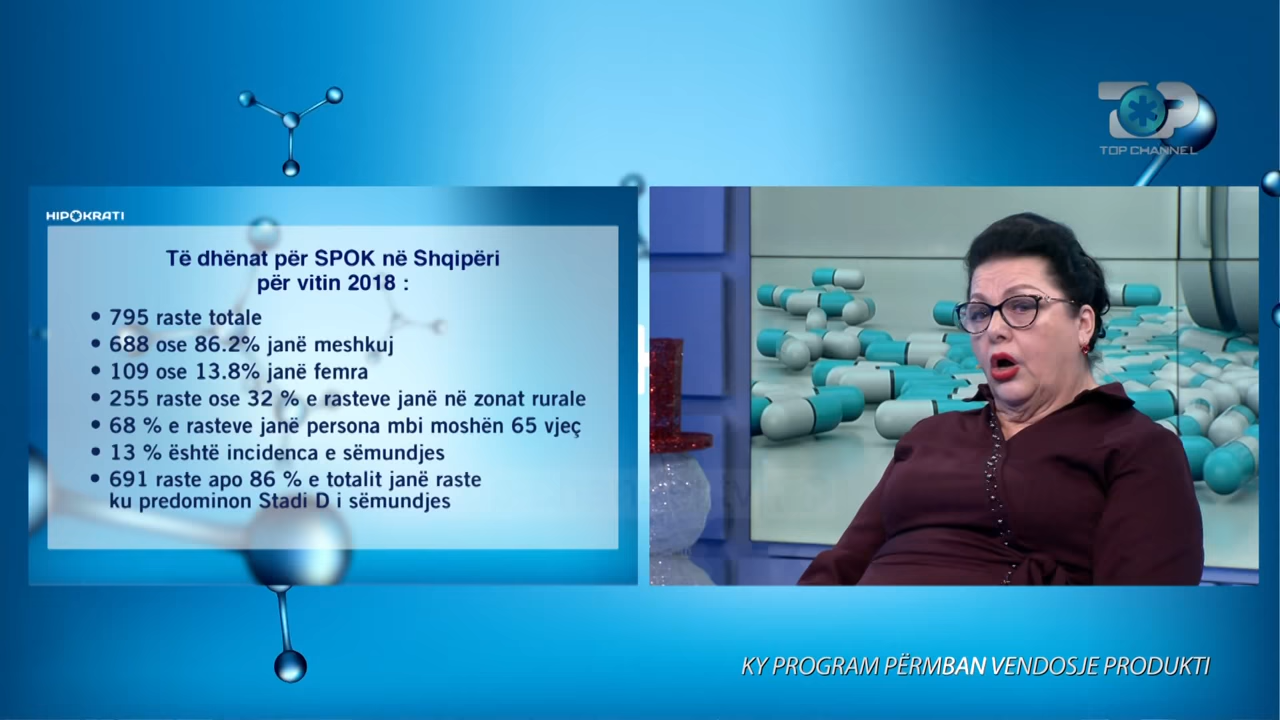 TOP CHANNEL
HIPOKRATI
Të dhënat për SPOK në Shqipëri
për vitin 2018 :
• 795 raste totale
• 688 ose 86.2% janë meshkuj
• 109 ose 13.8% janë femra
• 255 raste ose 32 % e rasteve janë në zonat rurale
• 68 % e rasteve janë persona mbi moshën 65 vjeç
• 13 % është incidenca e sëmundjes
• 691 raste apo 86 % e totalit janë raste
ku predominon Stadi D i sëmundjes
KY PROGRAM PËRMBAN VENDOSJE PRODUKTI